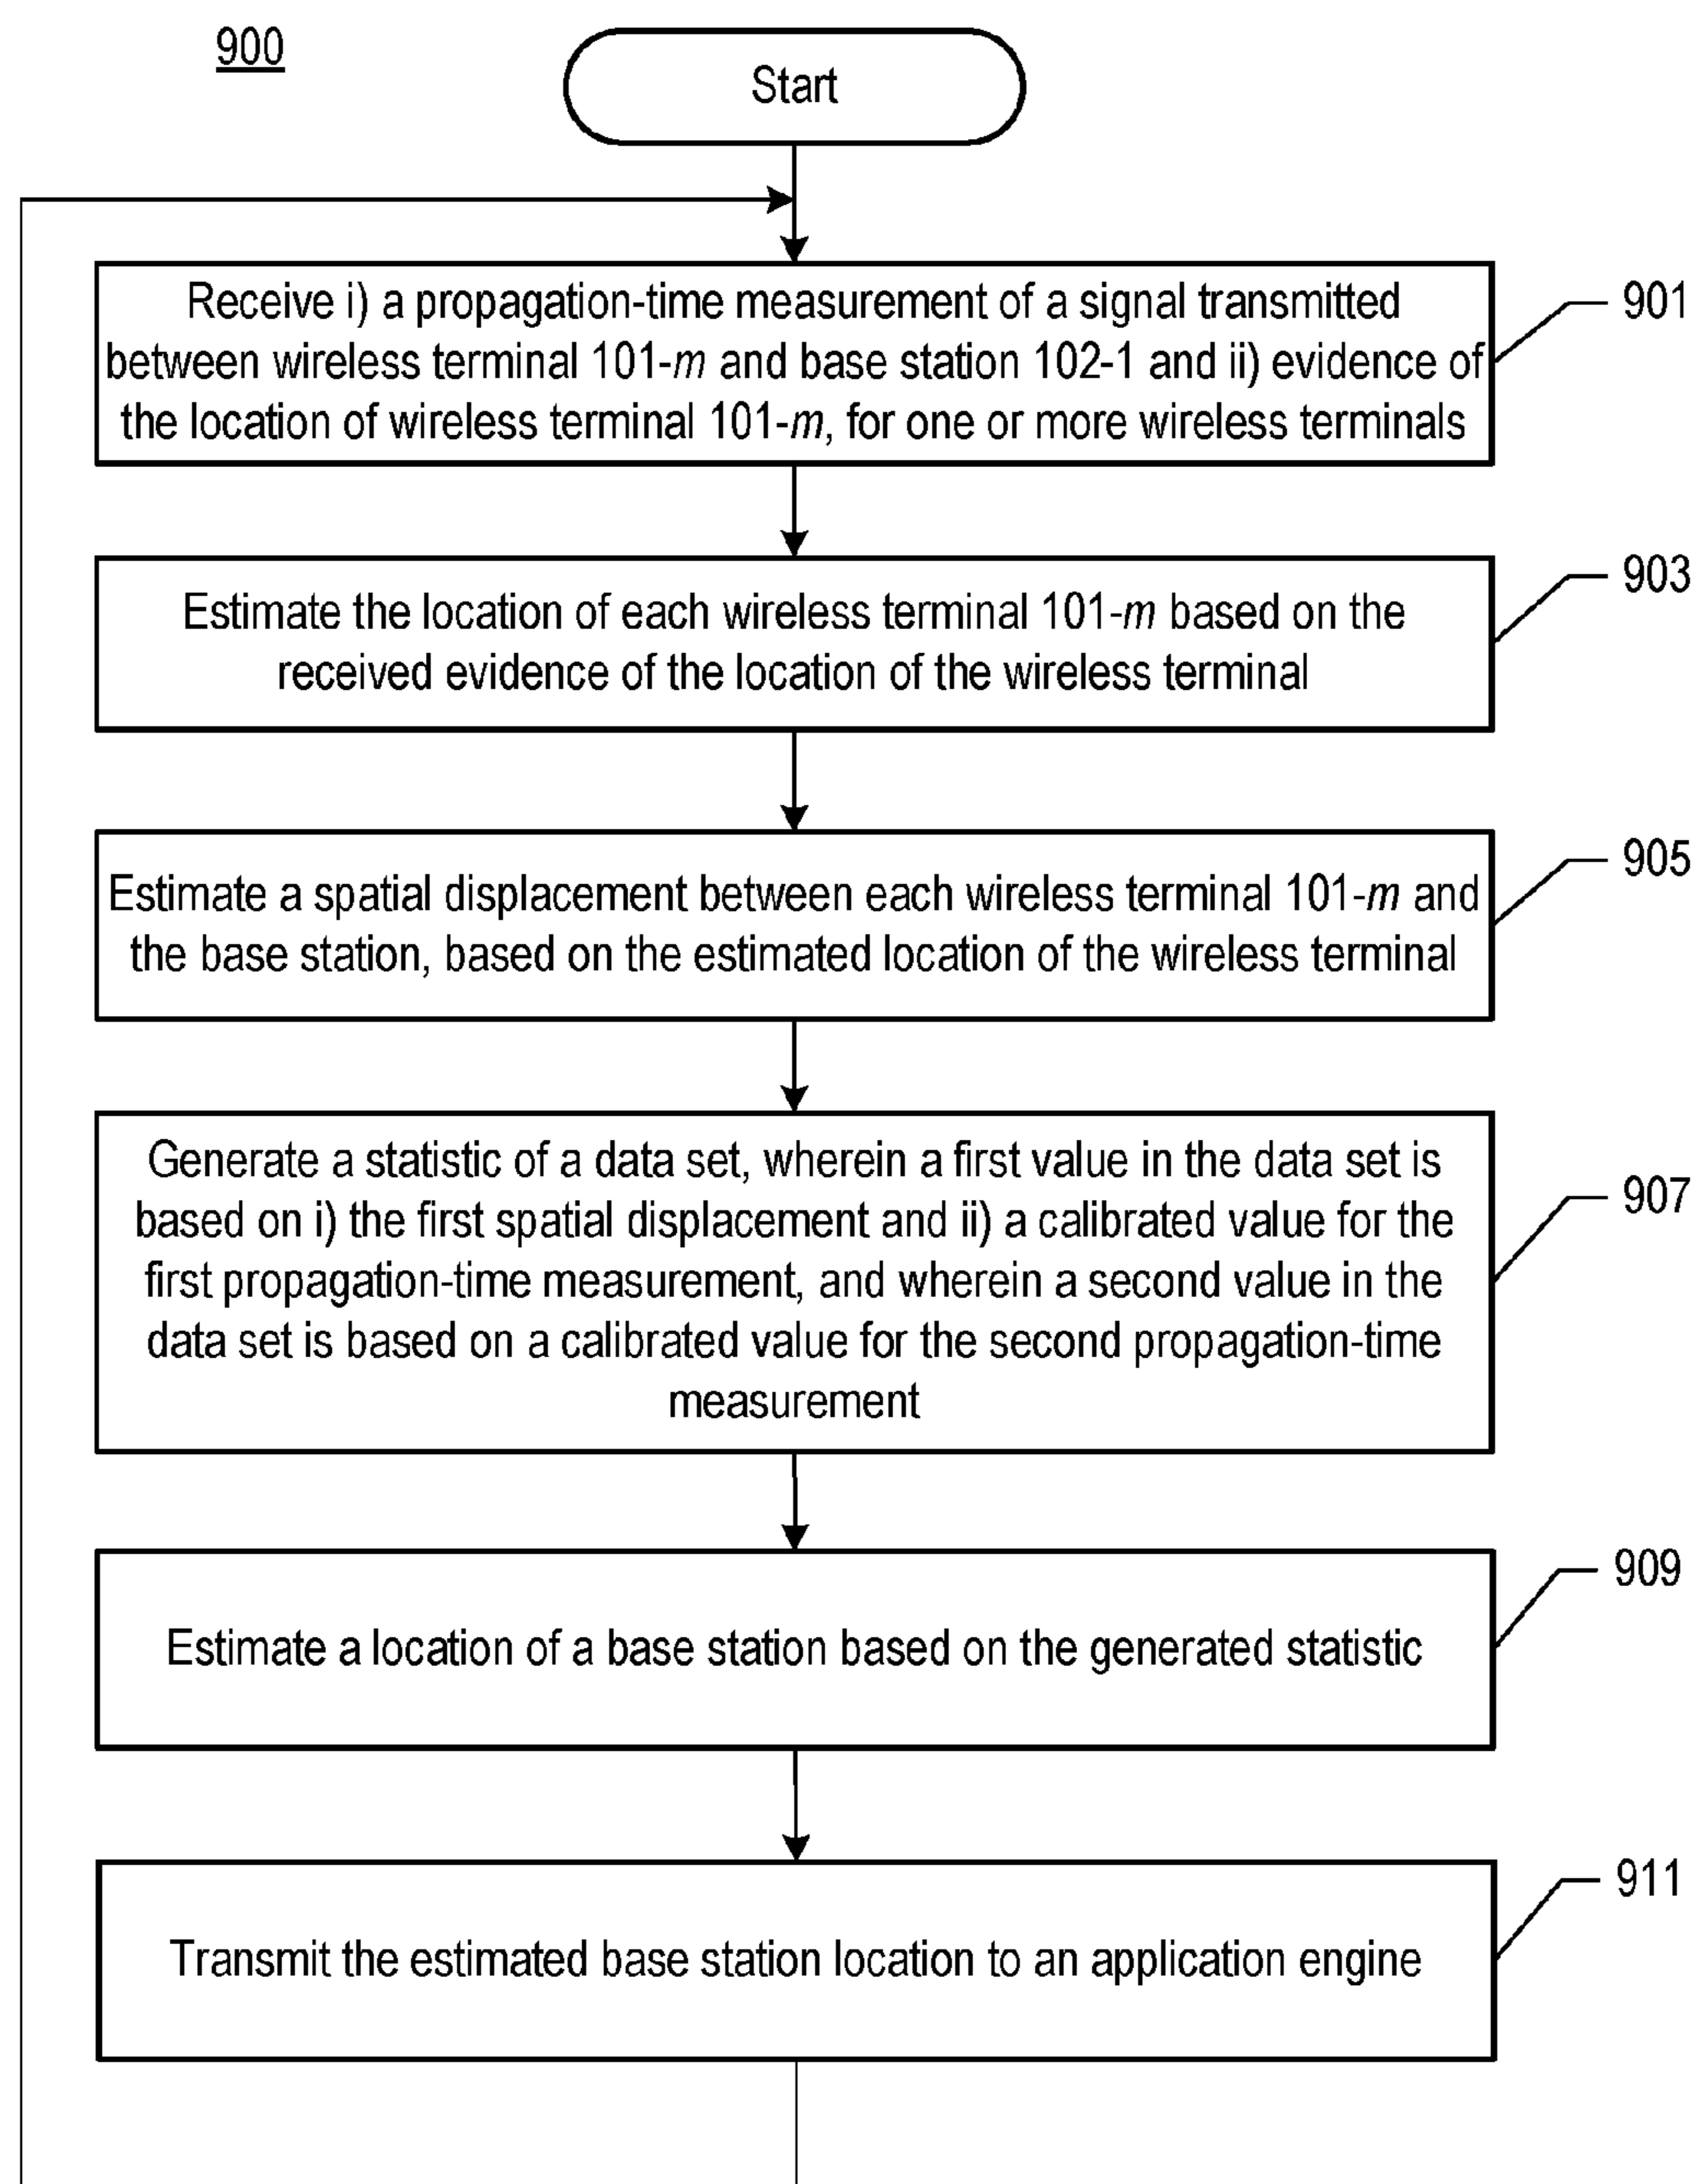 900
Start
Receive i) a propagation-time measurement of a signal transmitted
between wireless terminal 101-m and base station 102-1 and ii) evidence of
the location of wireless terminal 101-m, for one or more wireless terminals
901
Estimate the location of each wireless terminal 101-m based on the
received evidence of the location of the wireless terminal
903
Estimate a spatial displacement between each wireless terminal 101-m and
the base station, based on the estimated location of the wireless terminal
905
Generate a statistic of a data set, wherein a first value in the data set is
based on i) the first spatial displacement and ii) a calibrated value for the
first propagation-time measurement, and wherein a second value in the
data set is based on a calibrated value for the second propagation-time
measurement
907
Estimate a location of a base station based on the generated statistic
909
Transmit the estimated base station location to an application engine
911